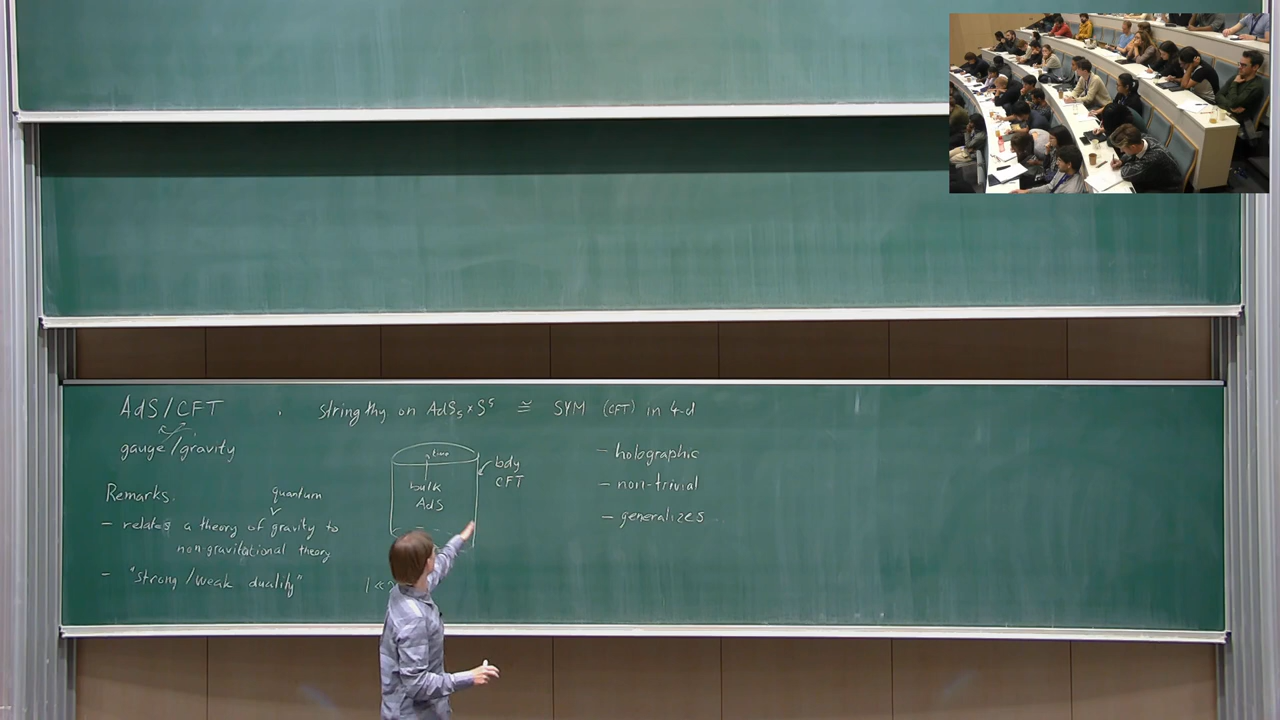 AdS/CFT
string thy on AdS₅ × S⁵ ≅ SYM (CFT) in 4-d
gauge/gravity
Remarks.
quantum
- relates a theory of gravity to
non gravitational theory
- "strong/weak duality"
time
bulk
AdS
bdy
CFT
- holographic
- non-trivial
- generalizes